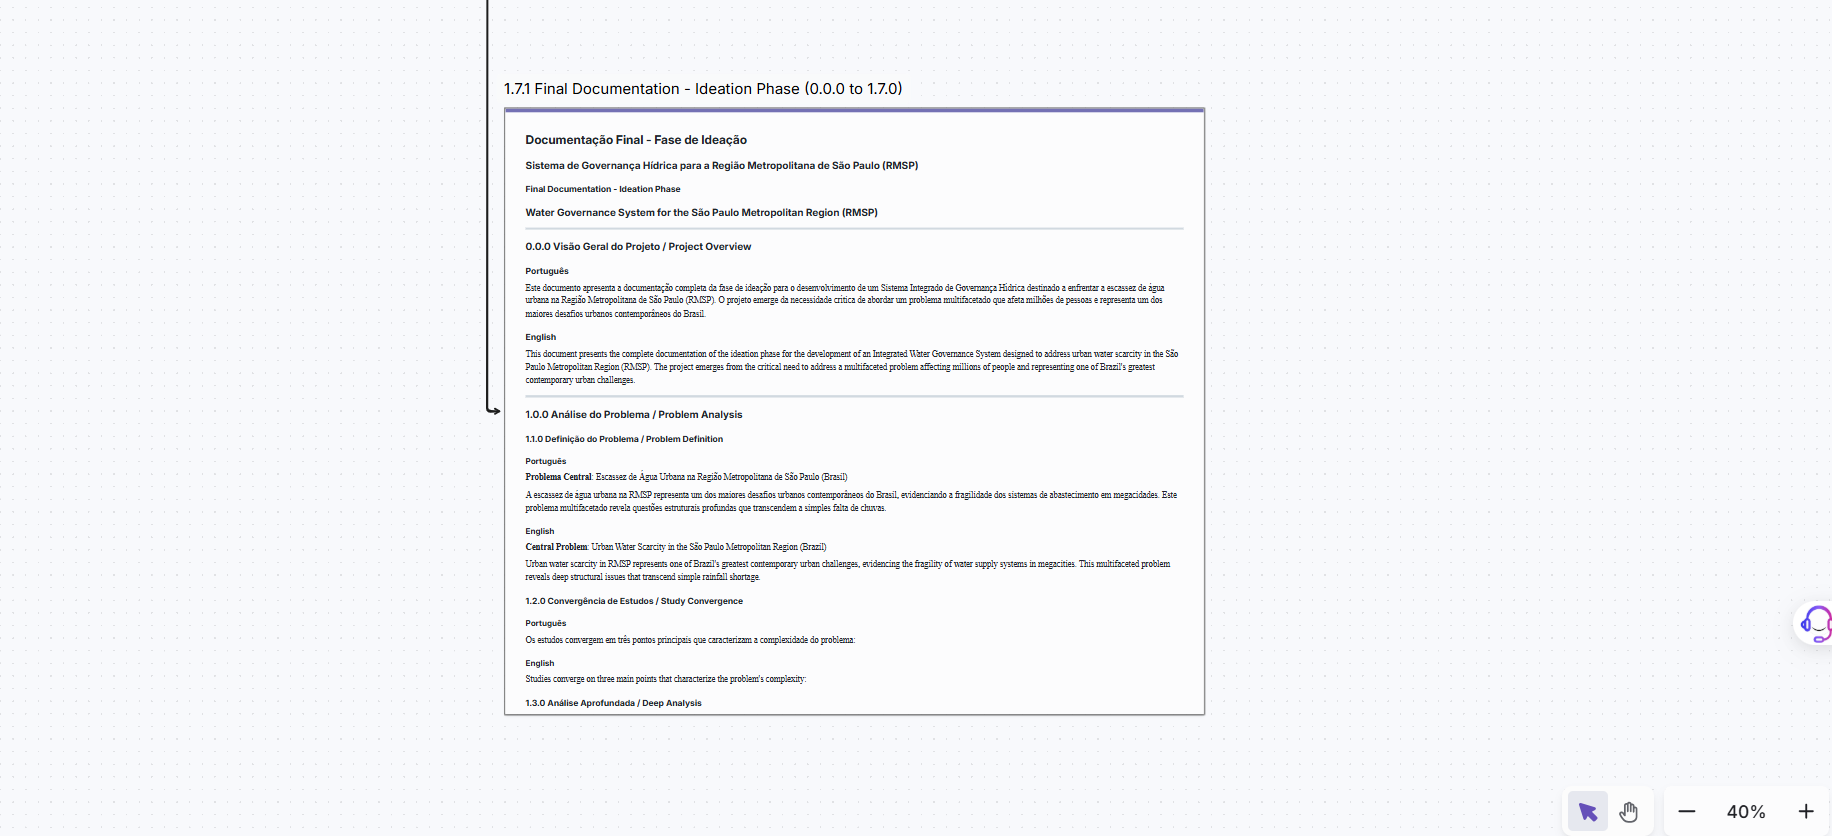 1.7.1 Final Documentation - Ideation Phase (0.0.0 to 1.7.0)
Documentação Final - Fase de Ideação
Sistema de Governança Hídrica para a Região Metropolitana de São Paulo (RMSP)
Final Documentation - Ideation Phase
Water Governance System for the São Paulo Metropolitan Region (RMSP)
0.0.0 Visão Geral do Projeto / Project Overview
Português
Este documento apresenta a documentação completa da fase de ideação para o desenvolvimento de um Sistema Integrado de Governança Hídrica destinado a enfrentar a escassez de água
urbana na Região Metropolitana de São Paulo (RMSP). O projeto emerge da necessidade crítica de abordar um problema multifacetado que afeta milhões de pessoas e representa um dos
maiores desafios urbanos contemporâneos do Brasil.
English
This document presents the complete documentation of the ideation phase for the development of an Integrated Water Governance System designed to address urban water scarcity in the São
Paulo Metropolitan Region (RMSP). The project emerges from the critical need to address a multifaceted problem affecting millions of people and representing one of Brazil's greatest
contemporary urban challenges.
1.0.0 Análise do Problema / Problem Analysis
1.1.0 Definição do Problema / Problem Definition
Português
Problema Central: Escassez de Água Urbana na Região Metropolitana de São Paulo (Brasil)
A escassez de água urbana na RMSP representa um dos maiores desafios urbanos contemporâneos do Brasil, evidenciando a fragilidade dos sistemas de abastecimento em megacidades. Este
problema multifacetado revela questões estruturais profundas que transcendem a simples falta de chuvas.
English
Central Problem: Urban Water Scarcity in the São Paulo Metropolitan Region (Brazil)
Urban water scarcity in RMSP represents one of Brazil's greatest contemporary urban challenges, evidencing the fragility of water supply systems in megacities. This multifaceted problem
reveals deep structural issues that transcend simple rainfall shortage.
1.2.0 Convergência de Estudos / Study Convergence
Português
Os estudos convergem em três pontos principais que caracterizam a complexidade do problema:
English
Studies converge on three main points that characterize the problem's complexity:
1.3.0 Análise Aprofundada / Deep Analysis
40%